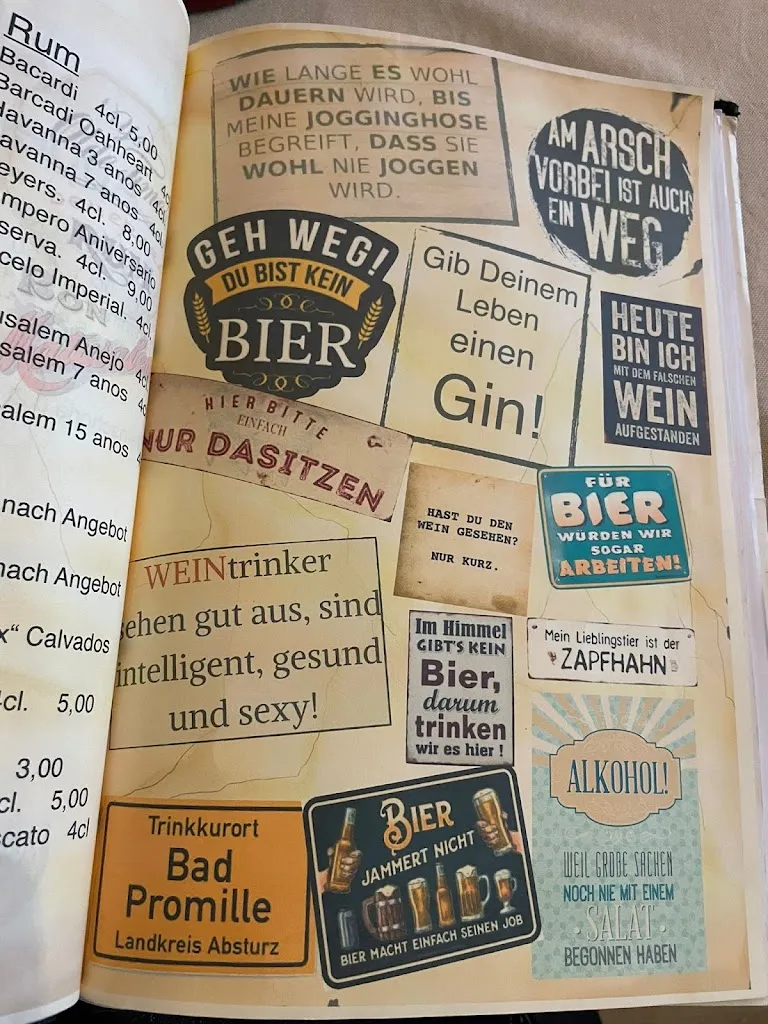 Rum
Bacardi 4cl. 5,00
Barcadi Oahheart
Havanna 3 anos
avanna 7 anos 4cl.
eyers. 4cl. 8,00
mpero Aniversario
serva. 4cl. 9,00
celo Imperial. 4cl.
usalem Anejo
salem 7 anos
alem 15 anos
nach Angebot
nach Angebot
x“ Calvados
4cl. 5,00
3,00
cl. 5,00
scato 4cl
WIE LANGE ES WOHL
DAUERN WIRD, BIS
MEINE JOGGINGHOSE
BEGREIFT, DASS SIE
WOHL NIE JOGGEN
WIRD.
AM ARSCH
VORBEI IST AUCH
EIN WEG
GEH WEG!
DU BIST KEIN
BIER
Gib Deinem
Leben
einen
Gin!
HEUTE
BIN ICH
MIT DEM FALSCHEN
WEIN
AUFGESTANDEN
HIER BITTE
EINFACH
NUR DASITZEN
HAST DU DEN
WEIN GESEHEN?
NUR KURZ.
FÜR
BIER
WÜRDEN WIR
SOGAR
ARBEITEN!
WEINtrinker
sehen gut aus, sind
intelligent, gesund
und sexy!
Im Himmel
GIBT'S KEIN
Bier,
darum
trinken
wir es hier !
Mein Lieblingstier ist der
ZAPFHAHN
ALKOHOL!
WEIL GROßE SACHEN
NOCH NIE MIT EINEM
SALAT
BEGONNEN HABEN
Trinkkurort
Bad
Promille
Landkreis Absturz
BIER
JAMMERT NICHT
BIER MACHT EINFACH SEINEN JOB